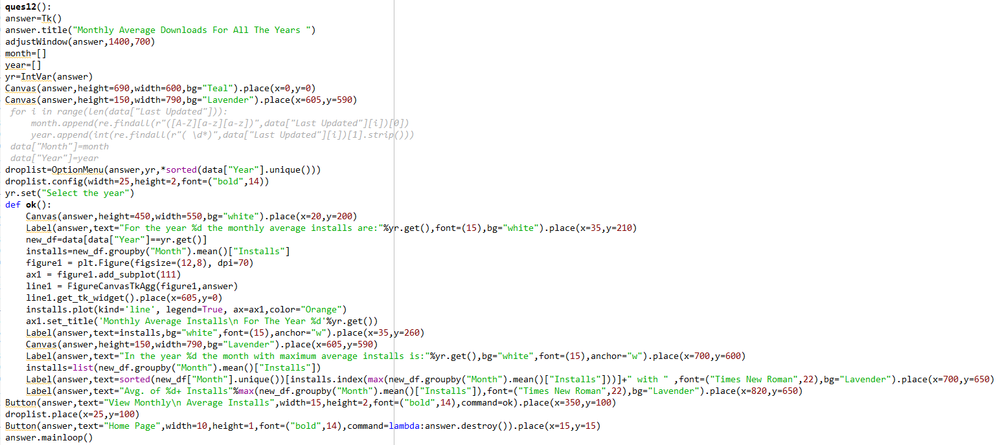 ques12():
answer=Tk()
answer.title("Monthly Average Downloads For All The Years ")
adjustWindow(answer,1400,700)
month=[]
year=[]
yr=IntVar(answer)
Canvas(answer,height=690,width=600,bg="Teal").place(x=0,y=0)
Canvas(answer,height=150,width=790,bg="Lavender").place(x=605,y=590)
 for i in range(len(data["Last Updated"])):
     month.append(re.findall(r"([A-Z][a-z][a-z])",data["Last Updated"][i])[0])
     year.append(int(re.findall(r"( \d*)",data["Last Updated"][i])[1].strip()))
 data["Month"]=month
 data["Year"]=year
droplist=OptionMenu(answer,yr,*sorted(data["Year"].unique()))
droplist.config(width=25,height=2,font=("bold",14))
yr.set("Select the year")
def ok():
    Canvas(answer,height=450,width=550,bg="white").place(x=20,y=200)
    Label(answer,text="For the year %d the monthly average installs are:"%yr.get(),font=(15),bg="white").place(x=35,y=210)
    new_df=data[data["Year"]==yr.get()]
    installs=new_df.groupby("Month").mean()["Installs"]
    figure1 = plt.Figure(figsize=(12,8), dpi=70)
    ax1 = figure1.add_subplot(111)
    line1 = FigureCanvasTkAgg(figure1,answer)
    line1.get_tk_widget().place(x=605,y=0)
    installs.plot(kind='line', legend=True, ax=ax1,color="Orange")
    ax1.set_title('Monthly Average Installs\n For The Year %d'%yr.get())
    Label(answer,text=installs,bg="white",font=(15),anchor="w").place(x=35,y=260)
    Canvas(answer,height=150,width=790,bg="Lavender").place(x=605,y=590)
    Label(answer,text="In the year %d the month with maximum average installs is:"%yr.get(),bg="white",font=(15),anchor="w").place(x=700,y=600)
    installs=list(new_df.groupby("Month").mean()["Installs"])
    Label(answer,text=sorted(new_df["Month"].unique())[installs.index(max(new_df.groupby("Month").mean()["Installs"]))]+" with " ,font=("Times New Roman",22),bg="Lavender").place(x=700,y=650)
    Label(answer,text="Avg. of %d+ Installs"%max(new_df.groupby("Month").mean()["Installs"]),font=("Times New Roman",22),bg="Lavender").place(x=820,y=650)
Button(answer,text="View Monthly\n Average Installs",width=15,height=2,font=("bold",14),command=ok).place(x=350,y=100)
droplist.place(x=25,y=100)
Button(answer,text="Home Page",width=10,height=1,font=("bold",14),command=lambda:answer.destroy()).place(x=15,y=15)
answer.mainloop()